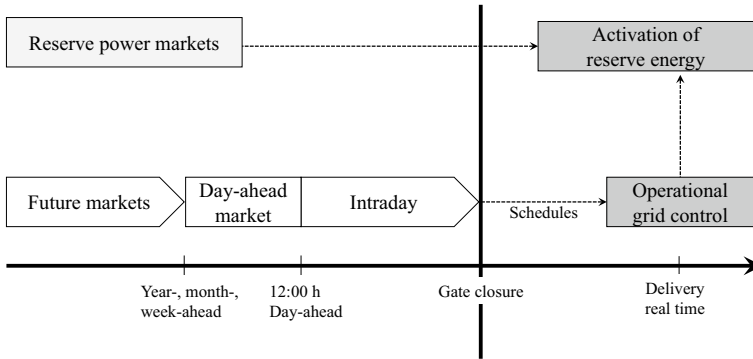 Reserve power markets
Activation of
reserve energy
Future markets
Day-ahead
market
Intraday
Schedules
Operational
grid control
Year-, month-,
week-ahead
12:00 h
Day-ahead
Gate closure
Delivery
real time